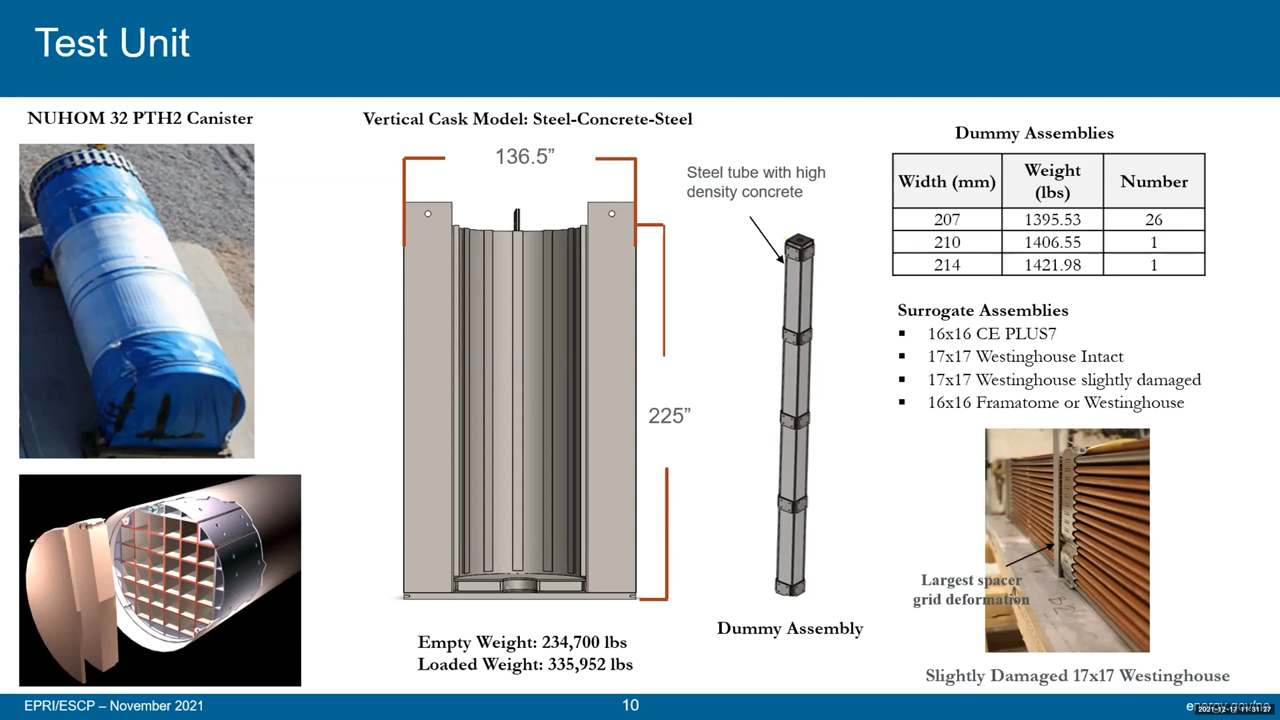 Test Unit
NUHOM 32 PTH2 Canister
Vertical Cask Model: Steel-Concrete-Steel
136.5”
225”
Empty Weight: 234,700 lbs
Loaded Weight: 335,952 lbs
Steel tube with high
density concrete
Dummy Assembly
Dummy Assemblies
Width (mm) Weight (lbs) Number
207 1395.53 26
210 1406.55 1
214 1421.98 1
Surrogate Assemblies
▪ 16x16 CE PLUS7
▪ 17x17 Westinghouse Intact
▪ 17x17 Westinghouse slightly damaged
▪ 16x16 Framatome or Westinghouse
Largest spacer
grid deformation
Slightly Damaged 17x17 Westinghouse
EPRI/ESCP – November 2021
10
2021-12-17 11:31:27